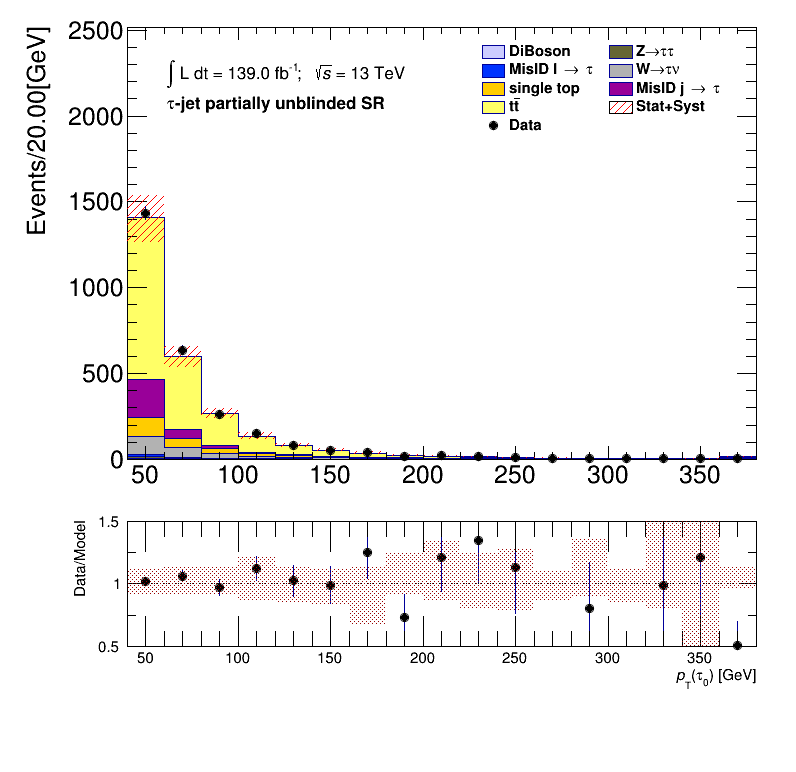 Events/20.00[GeV]
2500
2000
1500
1000
500
0
∫ L dt = 139.0 fb⁻¹; √s = 13 TeV
τ-jet partially unblinded SR
DiBoson
MisID l → τ
single top
tt̄
Data
Z→ττ
W→τν
MisID j → τ
Stat+Syst
50 100 150 200 250 300 350
Data/Model
1.5
1
0.5
50 100 150 200 250 300 350
p_T(τ₀) [GeV]